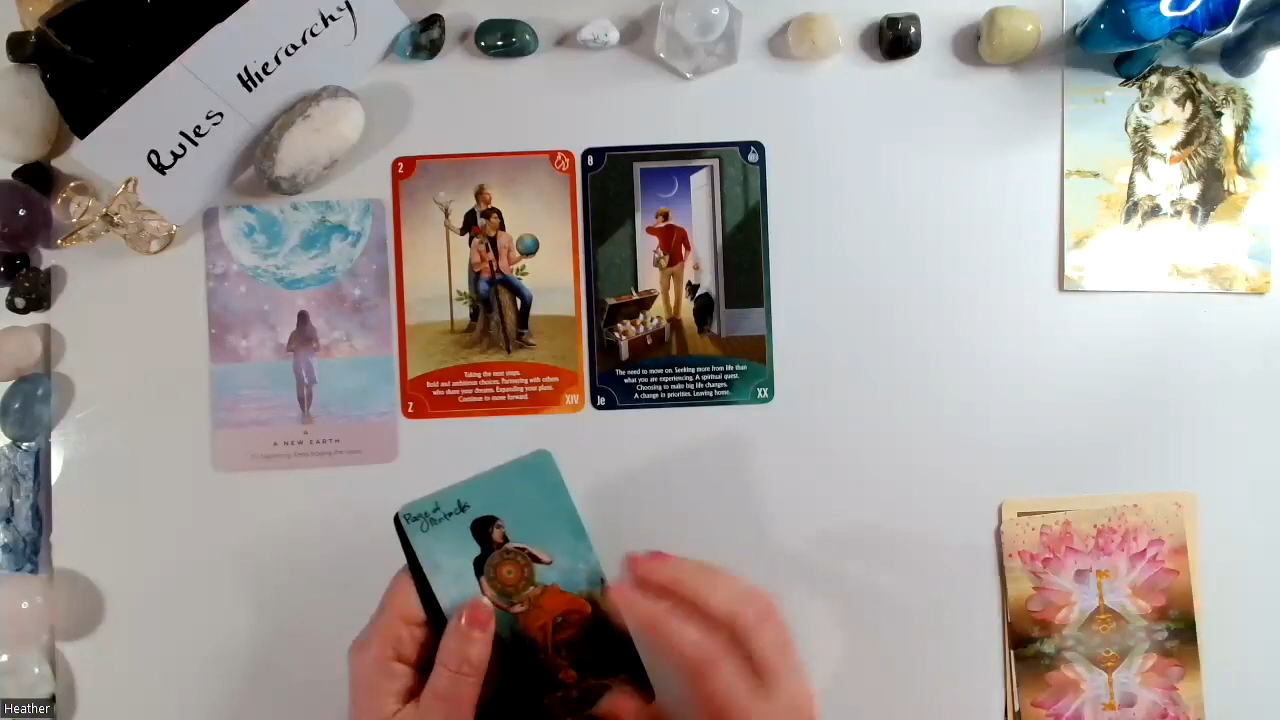 Rules
Hierarchy
A NEW EARTH
2
Taking the next steps.
Bold and ambitious choices. Partnering with others
who share your dreams. Expanding your plans.
Continue to move forward.
Z
XIV
8
The need to move on. Seeking more from life than
what you are experiencing. A spiritual quest.
Choosing to make big life changes.
A change in priorities. Leaving home.
Je
XX
Page of
Pentacles
Heather